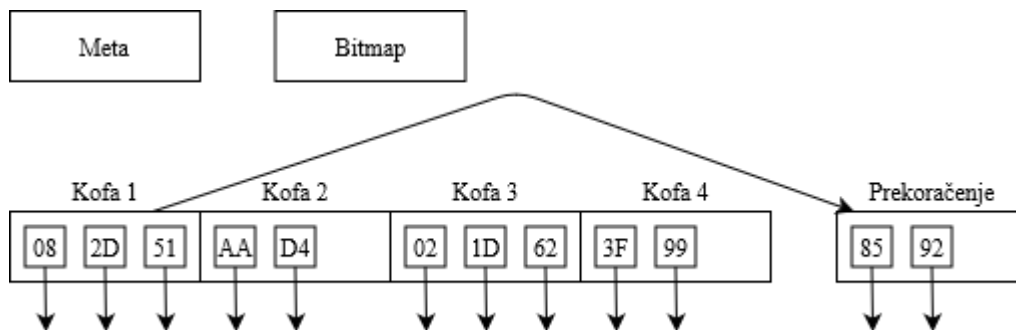 Meta Bitmap
Kofa 1 Kofa 2 Kofa 3 Kofa 4 Prekoračenje
08 2D 51 AA D4 02 1D 62 3F 99 85 92